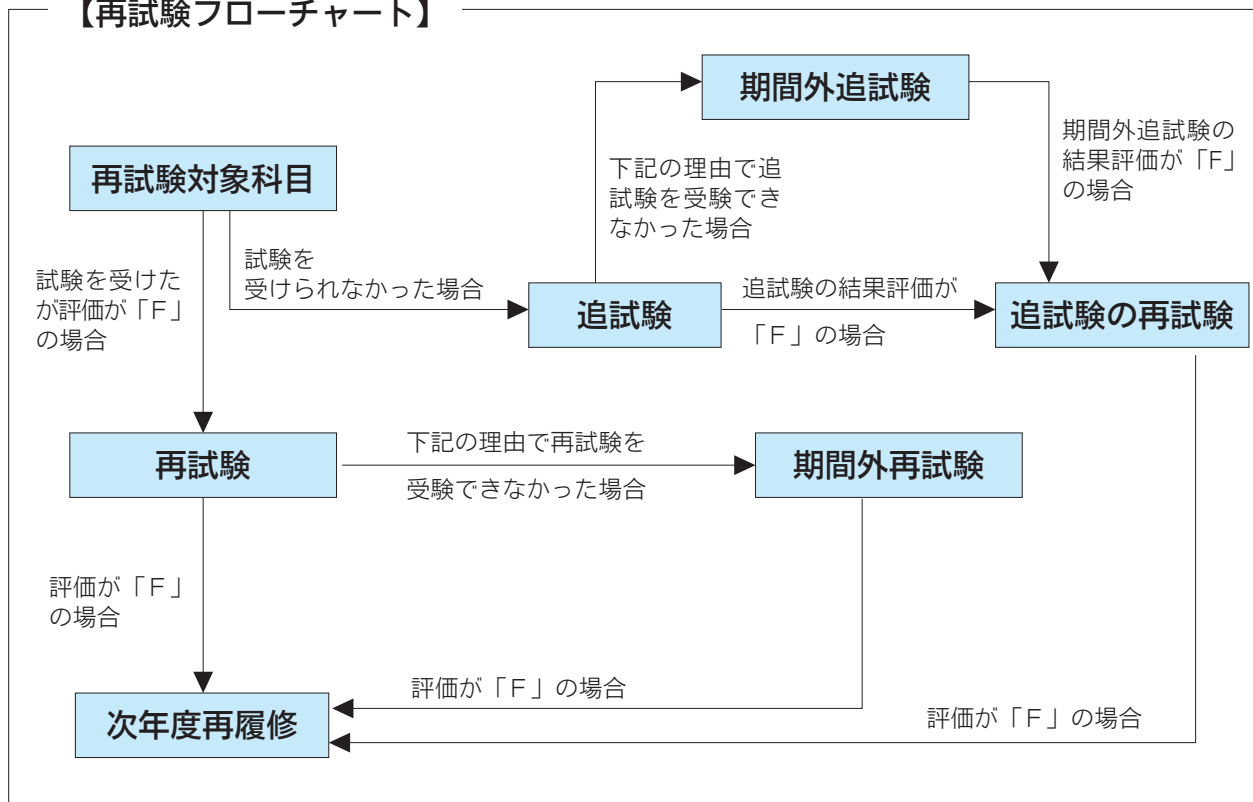 【再試験フローチャート】
期間外追試験
期間外追試験の
結果評価が「F」
の場合
下記の理由で追
試験を受験でき
なかった場合
再試験対象科目
試験を
受けられなかった場合
試験を受けた
が評価が「F」
の場合
追試験
追試験の結果評価が
「F」の場合
追試験の再試験
再試験
下記の理由で再試験を
受験できなかった場合
期間外再試験
評価が「F」
の場合
評価が「F」の場合
評価が「F」の場合
次年度再履修